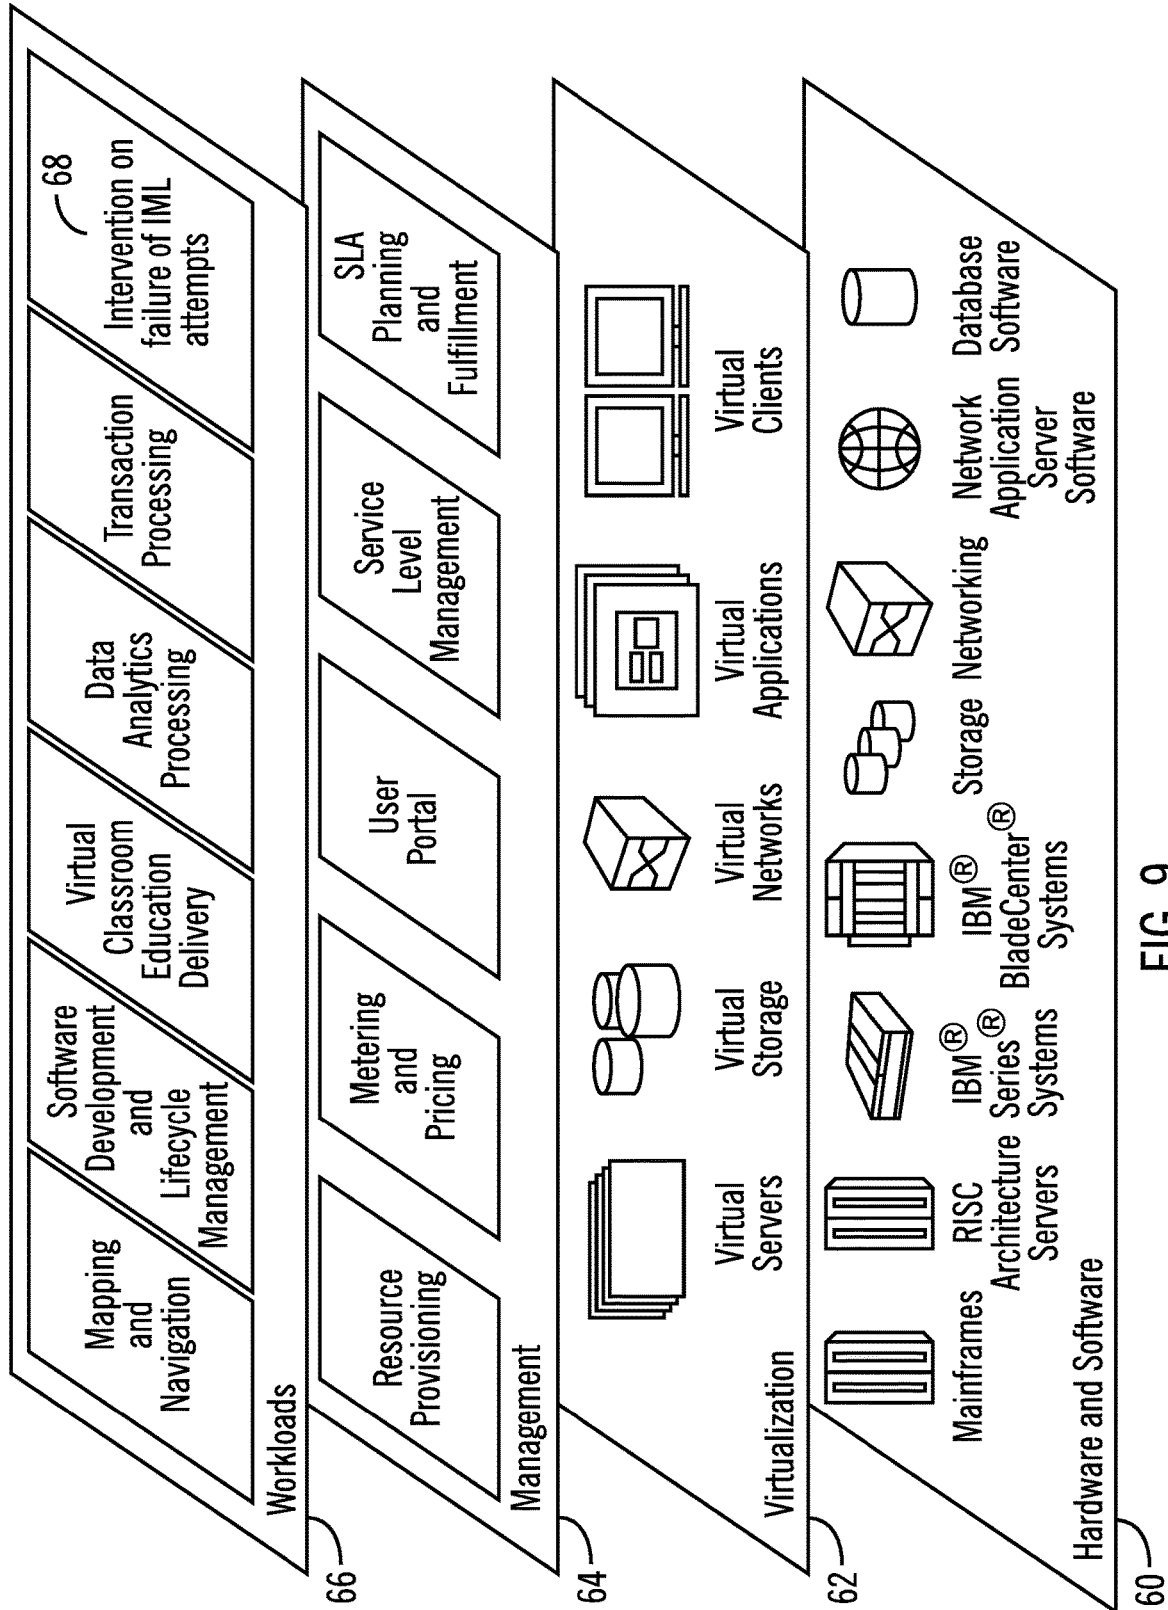 Mapping
and
Navigation
Software
Development
and
Lifecycle
Management
Virtual
Classroom
Education
Delivery
Data
Analytics
Processing
Transaction
Processing
Intervention on
failure of IML
attempts
68
Workloads
66
Resource
Provisioning
Metering
and
Pricing
User
Portal
Service
Level
Management
SLA
Planning
and
Fulfillment
Management
64
Virtual
Servers
Virtual
Storage
Virtual
Networks
Virtual
Applications
Virtual
Clients
Virtualization
62
Mainframes
RISC
Architecture
Servers
IBM®
Series®
Systems
IBM®
BladeCenter®
Systems
Storage
Networking
Network
Application
Server
Software
Database
Software
Hardware and Software
60
FIG. 9